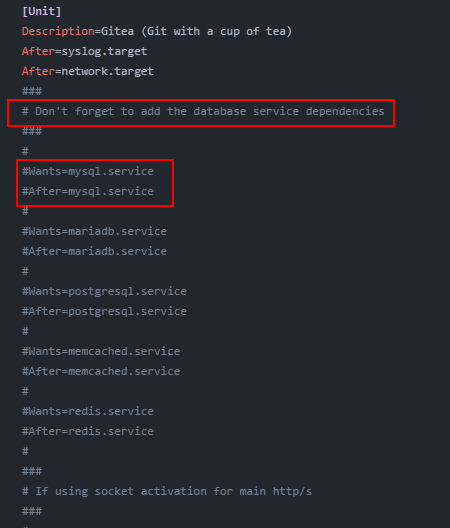 [Unit]
Description=Gitea (Git with a cup of tea)
After=syslog.target
After=network.target
###
# Don't forget to add the database service dependencies
###
#
#Wants=mysql.service
#After=mysql.service
#
#Wants=mariadb.service
#After=mariadb.service
#
#Wants=postgresql.service
#After=postgresql.service
#
#Wants=memcached.service
#After=memcached.service
#
#Wants=redis.service
#After=redis.service
#
###
# If using socket activation for main http/s
###